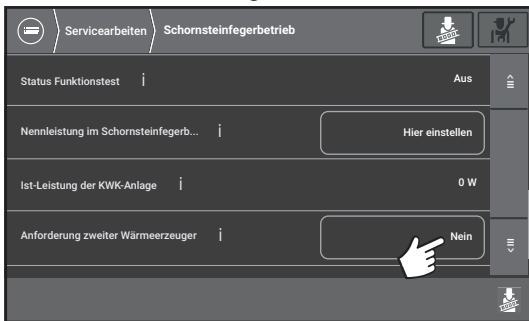 Servicearbeiten Schornsteinfegerbetrieb
Status Funktionstest i Aus
Nennleistung im Schornsteinfegerb... i Hier einstellen
Ist-Leistung der KWK-Anlage i 0 W
Anforderung zweiter Wärmeerzeuger i Nein